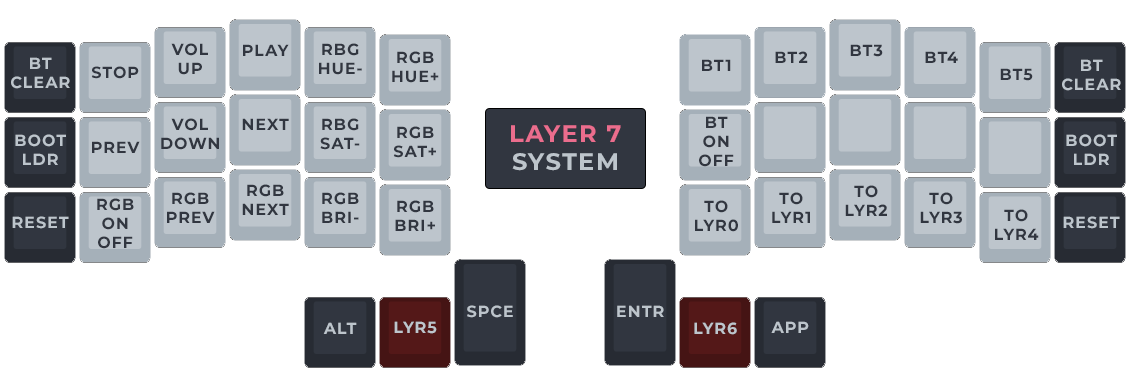 BT
CLEAR
STOP
VOL
UP
PLAY
RBG
HUE-
RGB
HUE+
BT1
BT2
BT3
BT4
BT5
BT
CLEAR
BOOT
LDR
PREV
VOL
DOWN
NEXT
RBG
SAT-
RGB
SAT+
LAYER 7
SYSTEM
BT
ON
OFF
BOOT
LDR
RESET
RGB
ON
OFF
RGB
PREV
RGB
NEXT
RGB
BRI-
RGB
BRI+
TO
LYR0
TO
LYR1
TO
LYR2
TO
LYR3
TO
LYR4
RESET
ALT
LYR5
SPCE
ENTR
LYR6
APP